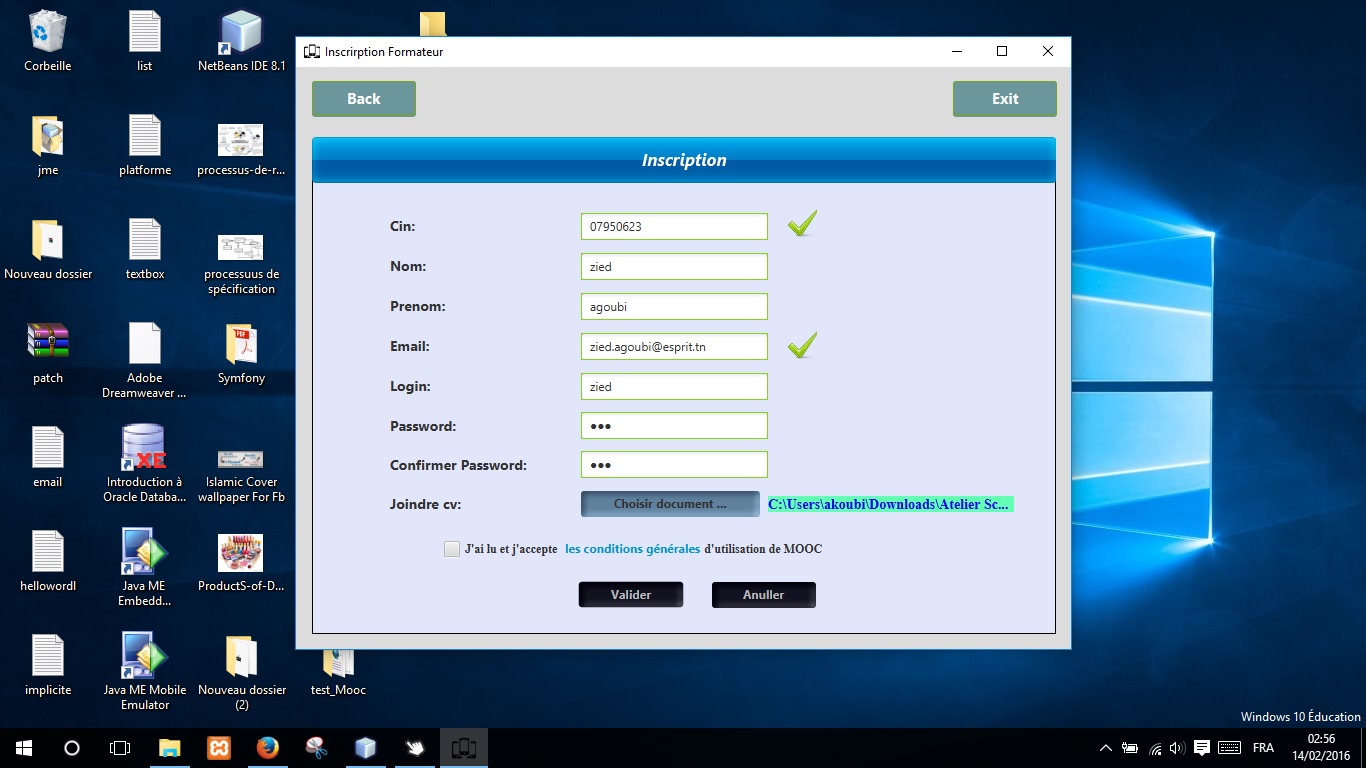 Corbeille
list
NetBeans IDE 8.1
jme
platforme
processus-de-r...
Nouveau dossier
textbox
processuus de
spécification
patch
Adobe
Dreamweaver ...
Symfony
email
Introduction à
Oracle Databa...
Islamic Cover
wallpaper For Fb
hellowordl
Java ME
Embedd...
ProductS-of-D...
implicite
Java ME Mobile
Emulator
Nouveau dossier
(2)
test_Mooc
Inscrirption Formateur
Back
Exit
Inscription
Cin:
07950623
Nom:
zied
Prenom:
agoubi
Email:
zied.agoubi@esprit.tn
Login:
zied
Password:
•••
Confirmer Password:
•••
Joindre cv:
Choisir document ...
C:\Users\akoubi\Downloads\Atelier Sc...
J'ai lu et j'accepte les conditions générales d'utilisation de MOOC
Valider
Anuller
Windows 10 Éducation
FRA
02:56
14/02/2016